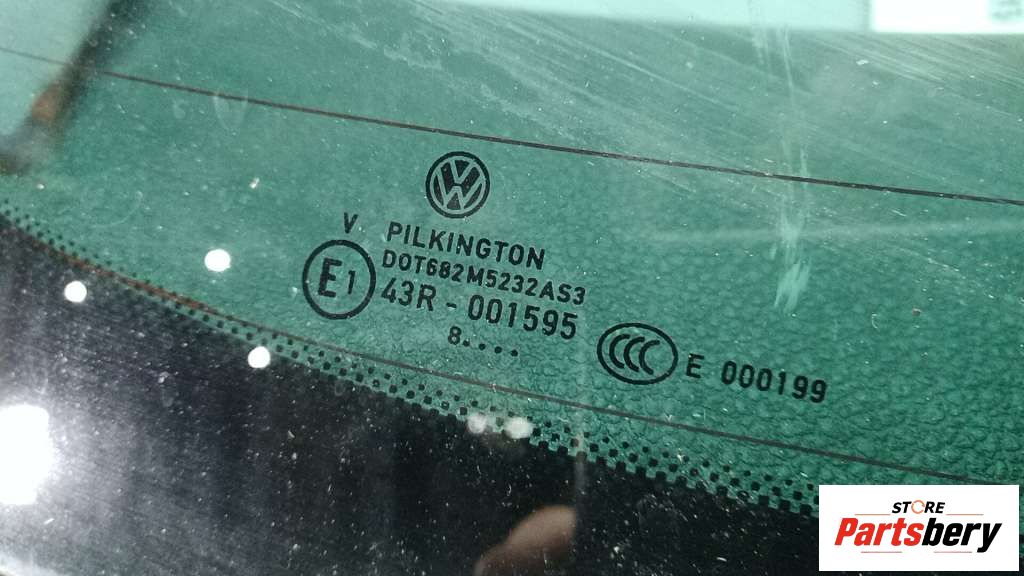 V
PILKINGTON
DOT682M5232AS3
E1
43R - 001595
8....
CCC
E 000199
STORE
Partsbery